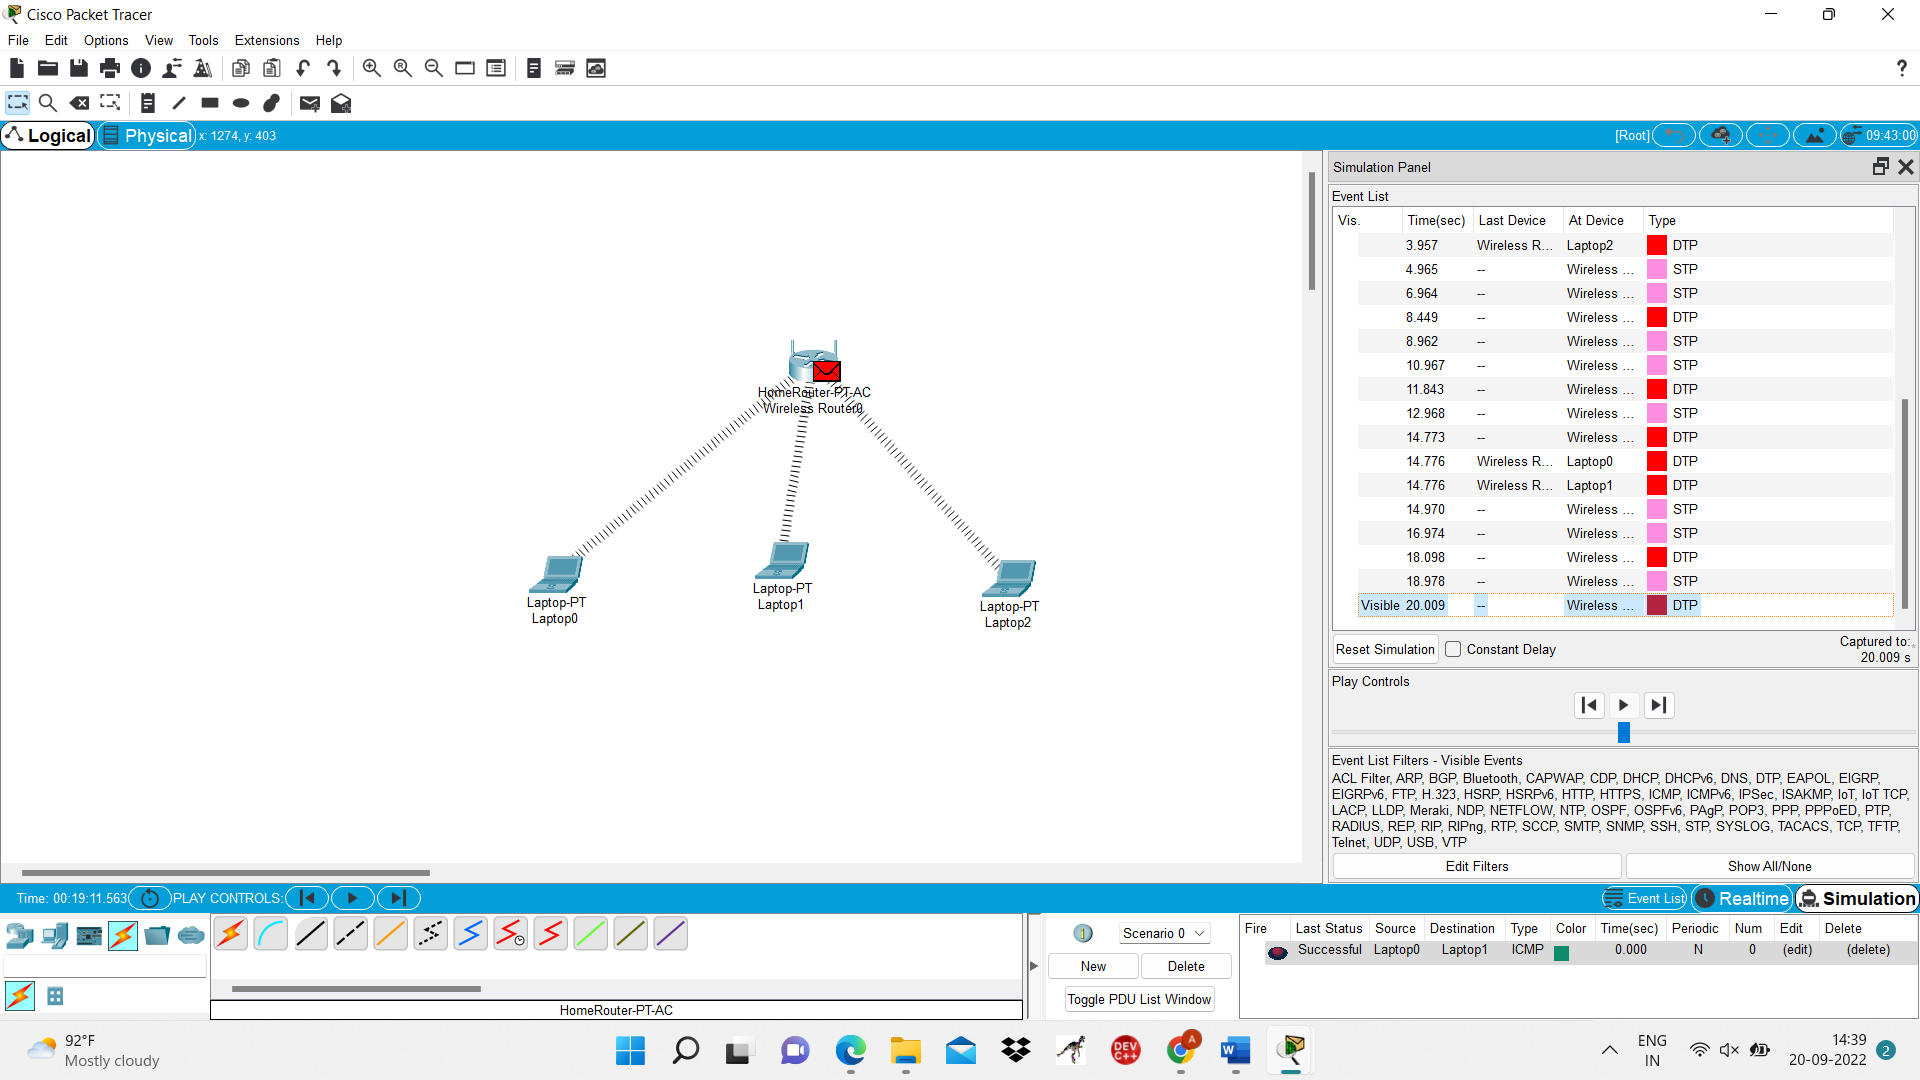 Cisco Packet Tracer
File Edit Options View Tools Extensions Help
?
Logical Physical x: 1274, y: 403 [Root] 09:43:00
HomeRouter-PT-AC
Wireless Router0
Laptop-PT
Laptop0
Laptop-PT
Laptop1
Laptop-PT
Laptop2
Simulation Panel
Event List
Vis. Time(sec) Last Device At Device Type
3.957 Wireless R... Laptop2 DTP
4.965 -- Wireless ... STP
6.964 -- Wireless ... STP
8.449 -- Wireless ... DTP
8.962 -- Wireless ... STP
10.967 -- Wireless ... STP
11.843 -- Wireless ... DTP
12.968 -- Wireless ... STP
14.773 -- Wireless ... DTP
14.776 Wireless R... Laptop0 DTP
14.776 Wireless R... Laptop1 DTP
14.970 -- Wireless ... STP
16.974 -- Wireless ... STP
18.098 -- Wireless ... DTP
18.978 -- Wireless ... STP
Visible 20.009 -- Wireless ... DTP
Reset Simulation Constant Delay Captured to:
20.009 s
Play Controls
Event List Filters - Visible Events
ACL Filter, ARP, BGP, Bluetooth, CAPWAP, CDP, DHCP, DHCPv6, DNS, DTP, EAPOL, EIGRP,
EIGRPv6, FTP, H.323, HSRP, HSRPv6, HTTP, HTTPS, ICMP, ICMPv6, IPSec, ISAKMP, IoT, IoT TCP,
LACP, LLDP, Meraki, NDP, NETFLOW, NTP, OSPF, OSPFv6, PAgP, POP3, PPP, PPPoED, PTP,
RADIUS, REP, RIP, RIPng, RTP, SCCP, SMTP, SNMP, SSH, STP, SYSLOG, TACACS, TCP, TFTP,
Telnet, UDP, USB, VTP
Edit Filters Show All/None
Time: 00:19:11.563 PLAY CONTROLS: Event List Realtime Simulation
HomeRouter-PT-AC
1 Scenario 0
New Delete
Toggle PDU List Window
Fire Last Status Source Destination Type Color Time(sec) Periodic Num Edit Delete
Successful Laptop0 Laptop1 ICMP 0.000 N 0 (edit) (delete)
92°F
Mostly cloudy
DEV
C++
A
W
ENG
IN
14:39
20-09-2022
2